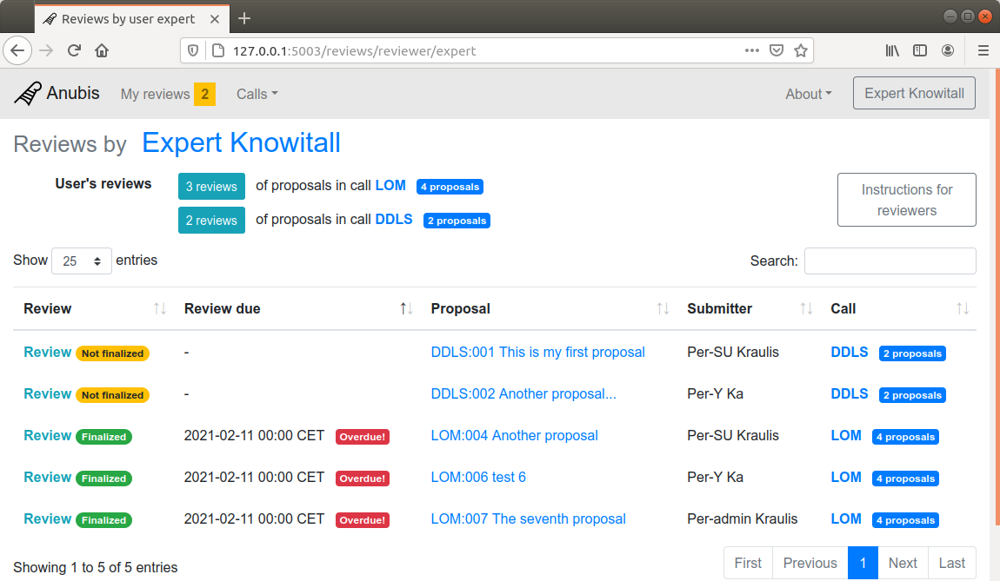 Reviews by user expert
127.0.0.1:5003/reviews/reviewer/expert
Anubis My reviews 2 Calls About Expert Knowitall
Reviews by Expert Knowitall
User's reviews 3 reviews of proposals in call LOM 4 proposals
2 reviews of proposals in call DDLS 2 proposals
Instructions for
reviewers
Show 25 entries Search:
Review Review due Proposal Submitter Call
Review Not finalized - DDLS:001 This is my first proposal Per-SU Kraulis DDLS 2 proposals
Review Not finalized - DDLS:002 Another proposal... Per-Y Ka DDLS 2 proposals
Review Finalized 2021-02-11 00:00 CET Overdue! LOM:004 Another proposal Per-SU Kraulis LOM 4 proposals
Review Finalized 2021-02-11 00:00 CET Overdue! LOM:006 test 6 Per-Y Ka LOM 4 proposals
Review Finalized 2021-02-11 00:00 CET Overdue! LOM:007 The seventh proposal Per-admin Kraulis LOM 4 proposals
Showing 1 to 5 of 5 entries First Previous 1 Next Last